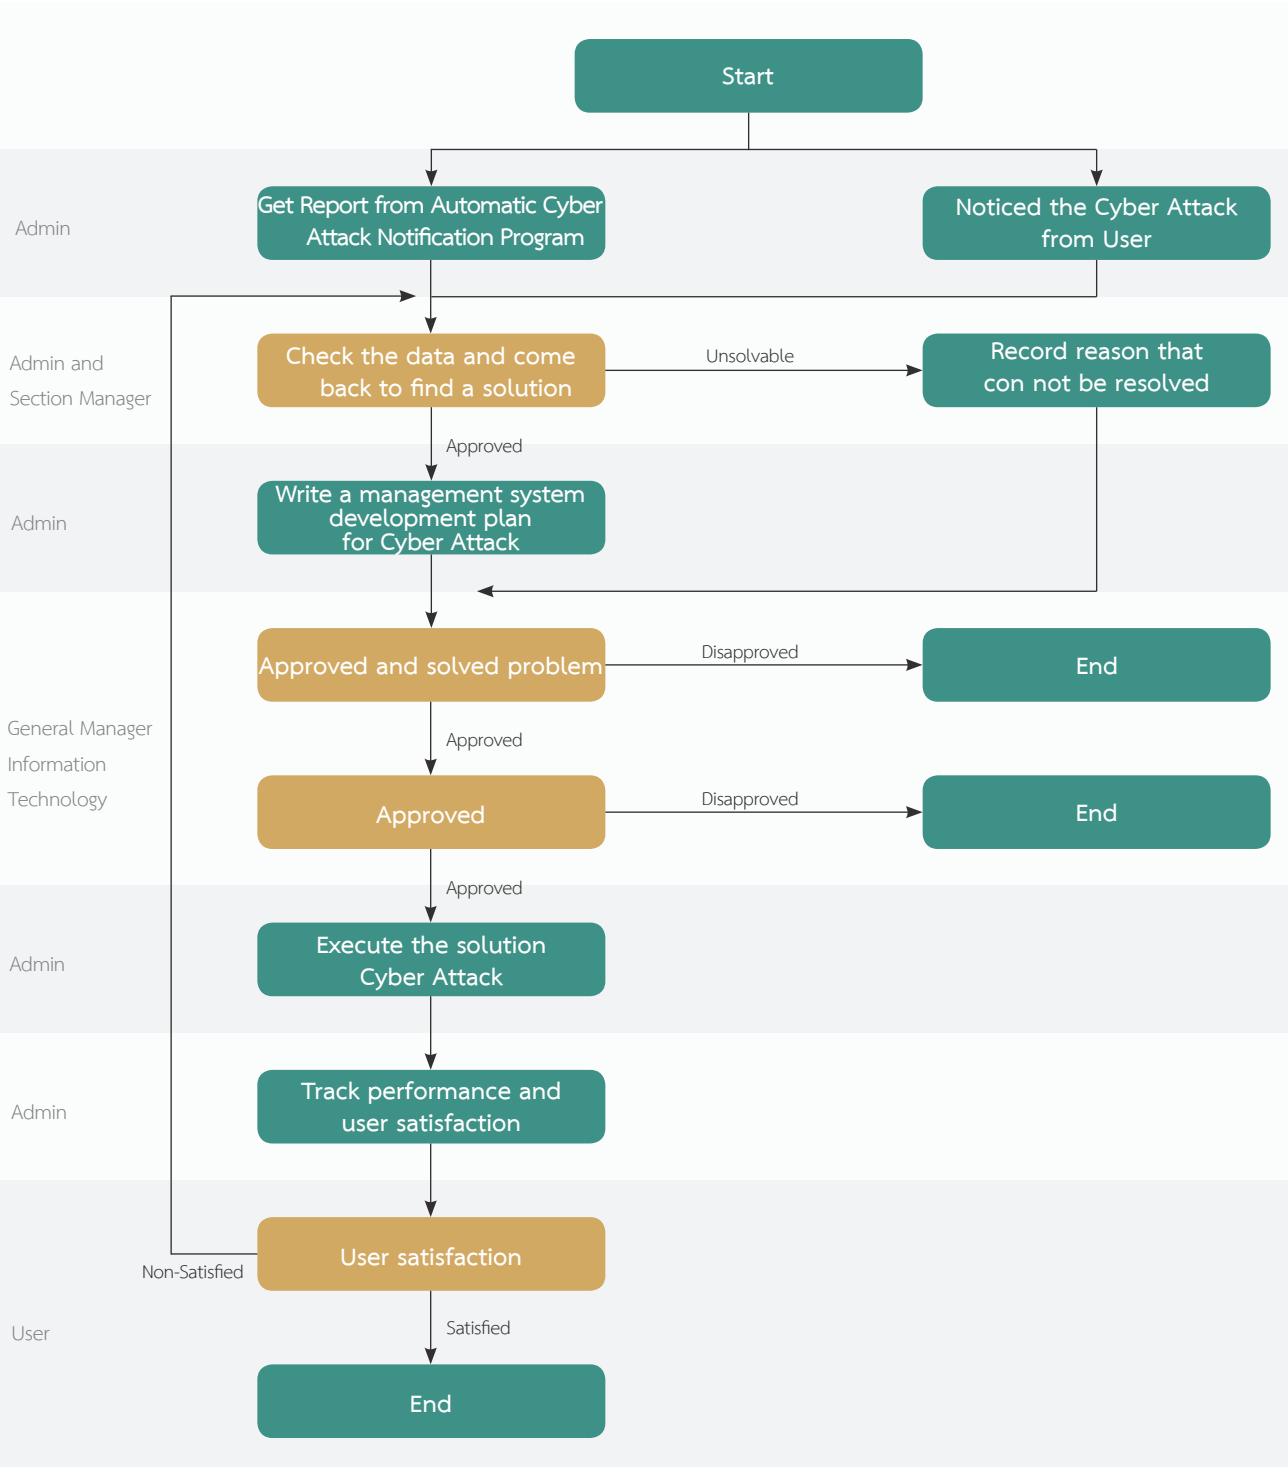 Start
Admin
Get Report from Automatic Cyber
Attack Notification Program
Noticed the Cyber Attack
from User
Admin and
Section Manager
Check the data and come
back to find a solution
Unsolvable
Record reason that
con not be resolved
Approved
Admin
Write a management system
development plan
for Cyber Attack
General Manager
Information
Technology
Approved and solved problem
Disapproved
End
Approved
Approved
Disapproved
End
Approved
Admin
Execute the solution
Cyber Attack
Admin
Track performance and
user satisfaction
User satisfaction
Non-Satisfied
Satisfied
User
End